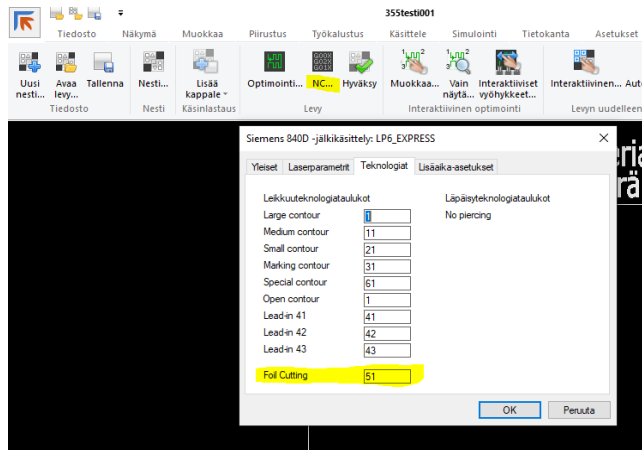 355testi001
Tiedosto Näkymä Muokkaa Piirustus Työkalustus Käsittele Simulointi Tietokanta Asetukset
G00X
G02X
G01X
Uusi nesti... Avaa levy... Tallenna Nesti... Lisää kappale Optimointi... NC... Hyväksy Muokkaa... Vain näytä... Interaktiiviset vyöhykkeet... Interaktiivinen...
Tiedosto Nesti Käsinlastaus Levy Interaktiivinen optimointi Levyn uudelleen
Siemens 840D -jälkikäsittely: LP6_EXPRESS
Yleiset Laserparametrit Teknologiat Lisäaika-asetukset
Leikkuuteknologiataulukot Läpäisyteknologiataulukot
Large contour 1 No piercing
Medium contour 11
Small contour 21
Marking contour 31
Special contour 61
Open contour 1
Lead-in 41 41
Lead-in 42 42
Lead-in 43 43
Foil Cutting 51
OK Peruuta